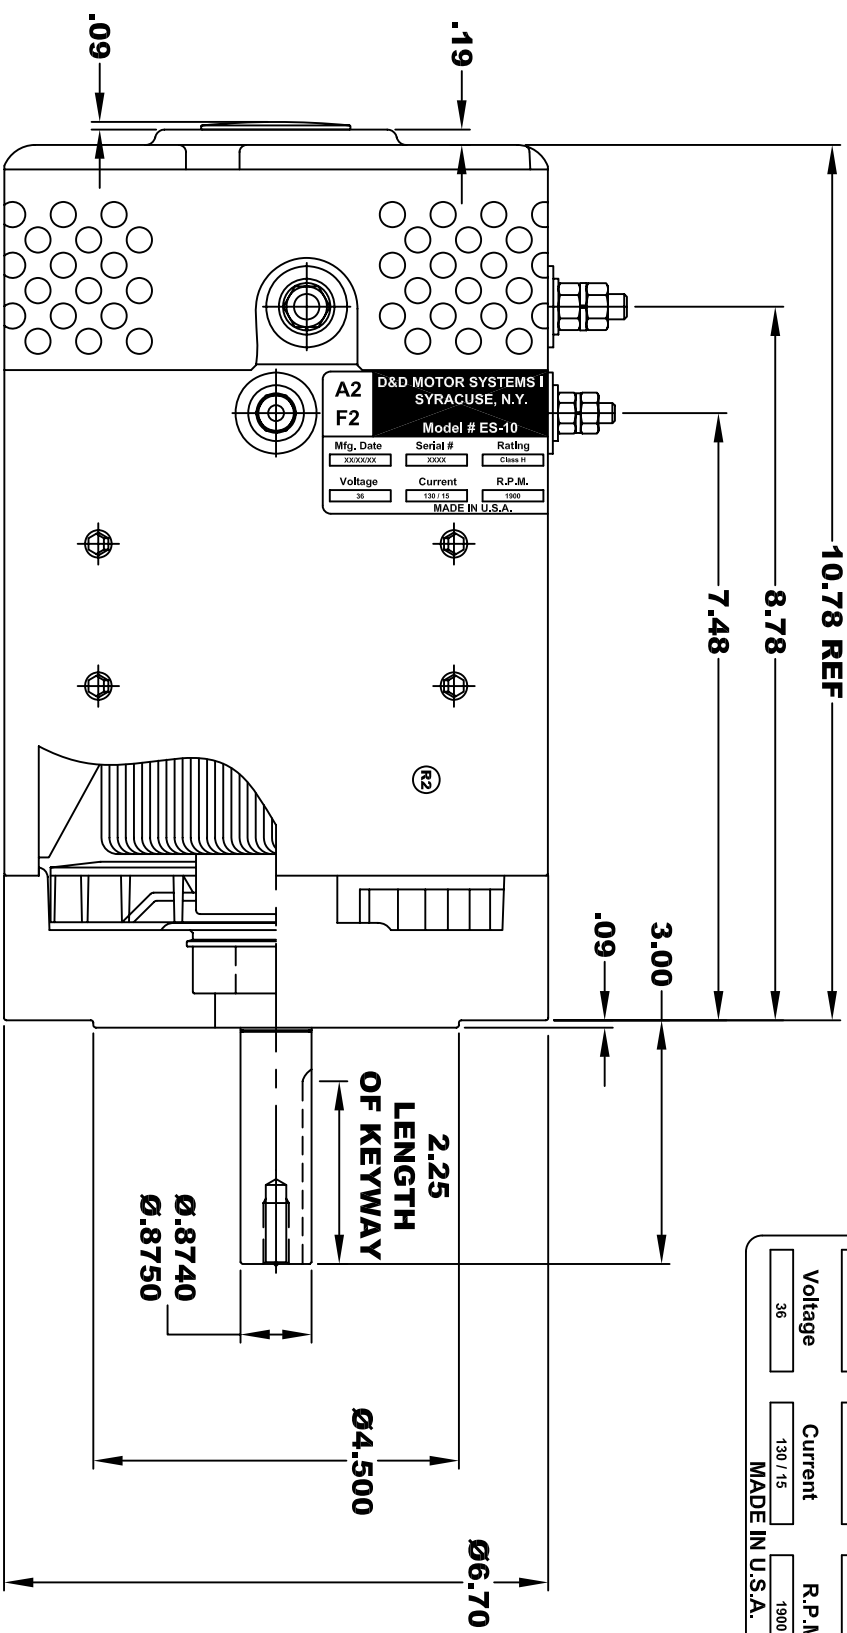 .09
.19
A2
F2
D&D MOTOR SYSTEMS I
SYRACUSE, N.Y.
Model # ES-10
Mfg. Date
Serial #
Rating
XX/XX/XX
XXXX
Class H
Voltage
Current
R.P.M.
36
130 / 15
1900
MADE IN U.S.A.
10.78 REF
8.78
7.48
R2
3.00
.09
2.25
LENGTH
OF KEYWAY
Ø.8740
Ø.8750
Ø4.500
Ø6.70
Voltage
Current
R.P.M
36
130 / 15
1900
MADE IN U.S.A.